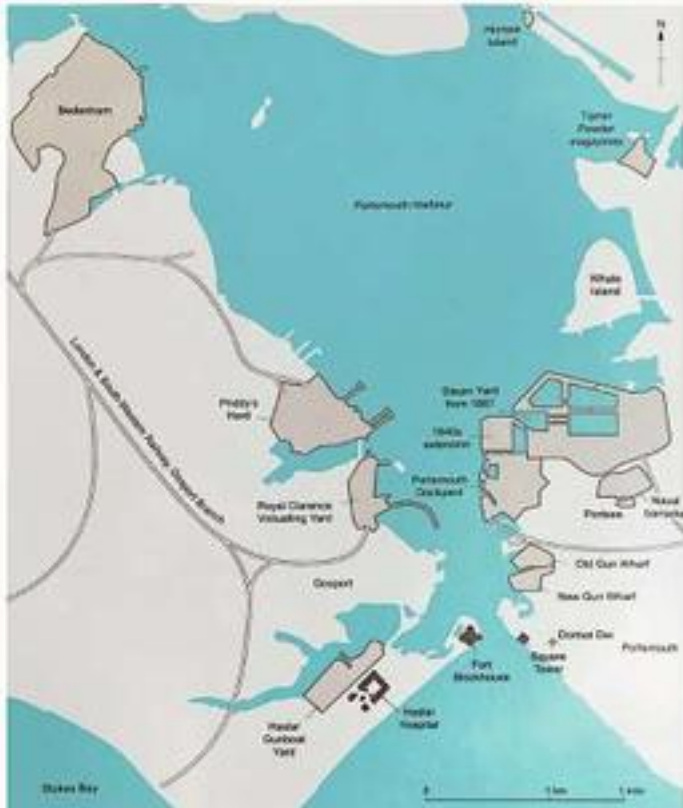 Horsea
Island
N
Tipner
Powder
magazines
Bedenham
Portsmouth Harbour
Whale
Island
London & South Western Railway, Gosport Branch
Priddy's
Hard
Steam Yard
from 1867
1840s
extension
Portsmouth
Dockyard
Royal Clarence
Victualling Yard
Portsea
Naval
barracks
Old Gun Wharf
Gosport
New Gun Wharf
Domus Dei
Portsmouth
Square
Tower
Fort
Blockhouse
Haslar
Gunboat
Yard
Haslar
Hospital
Stokes Bay
0
1 km
1 mile